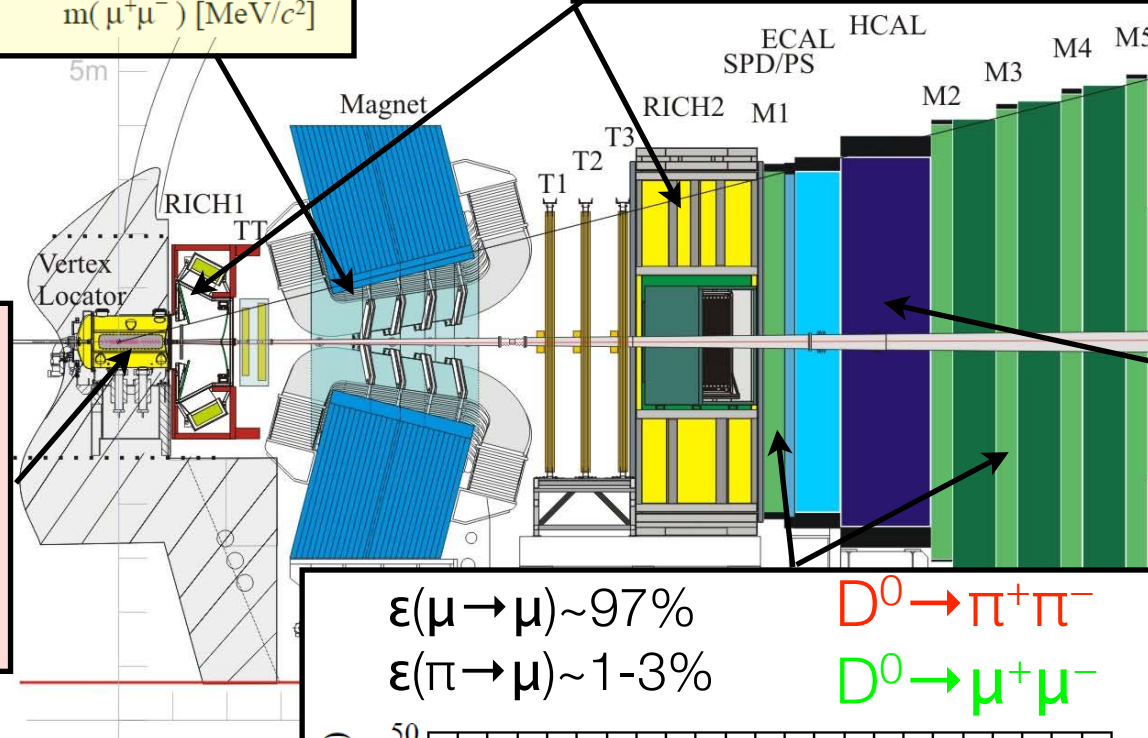 m(μ⁺μ⁻) [MeV/c²]
5m
Magnet
ECAL
HCAL
SPD/PS
M4
M3
M2
RICH2
M1
T3
T2
T1
RICH1
TT
Vertex
Locator
ε(μ→μ)~97%
ε(π→μ)~1-3%
D⁰→π⁺π⁻
D⁰→μ⁺μ⁻
50